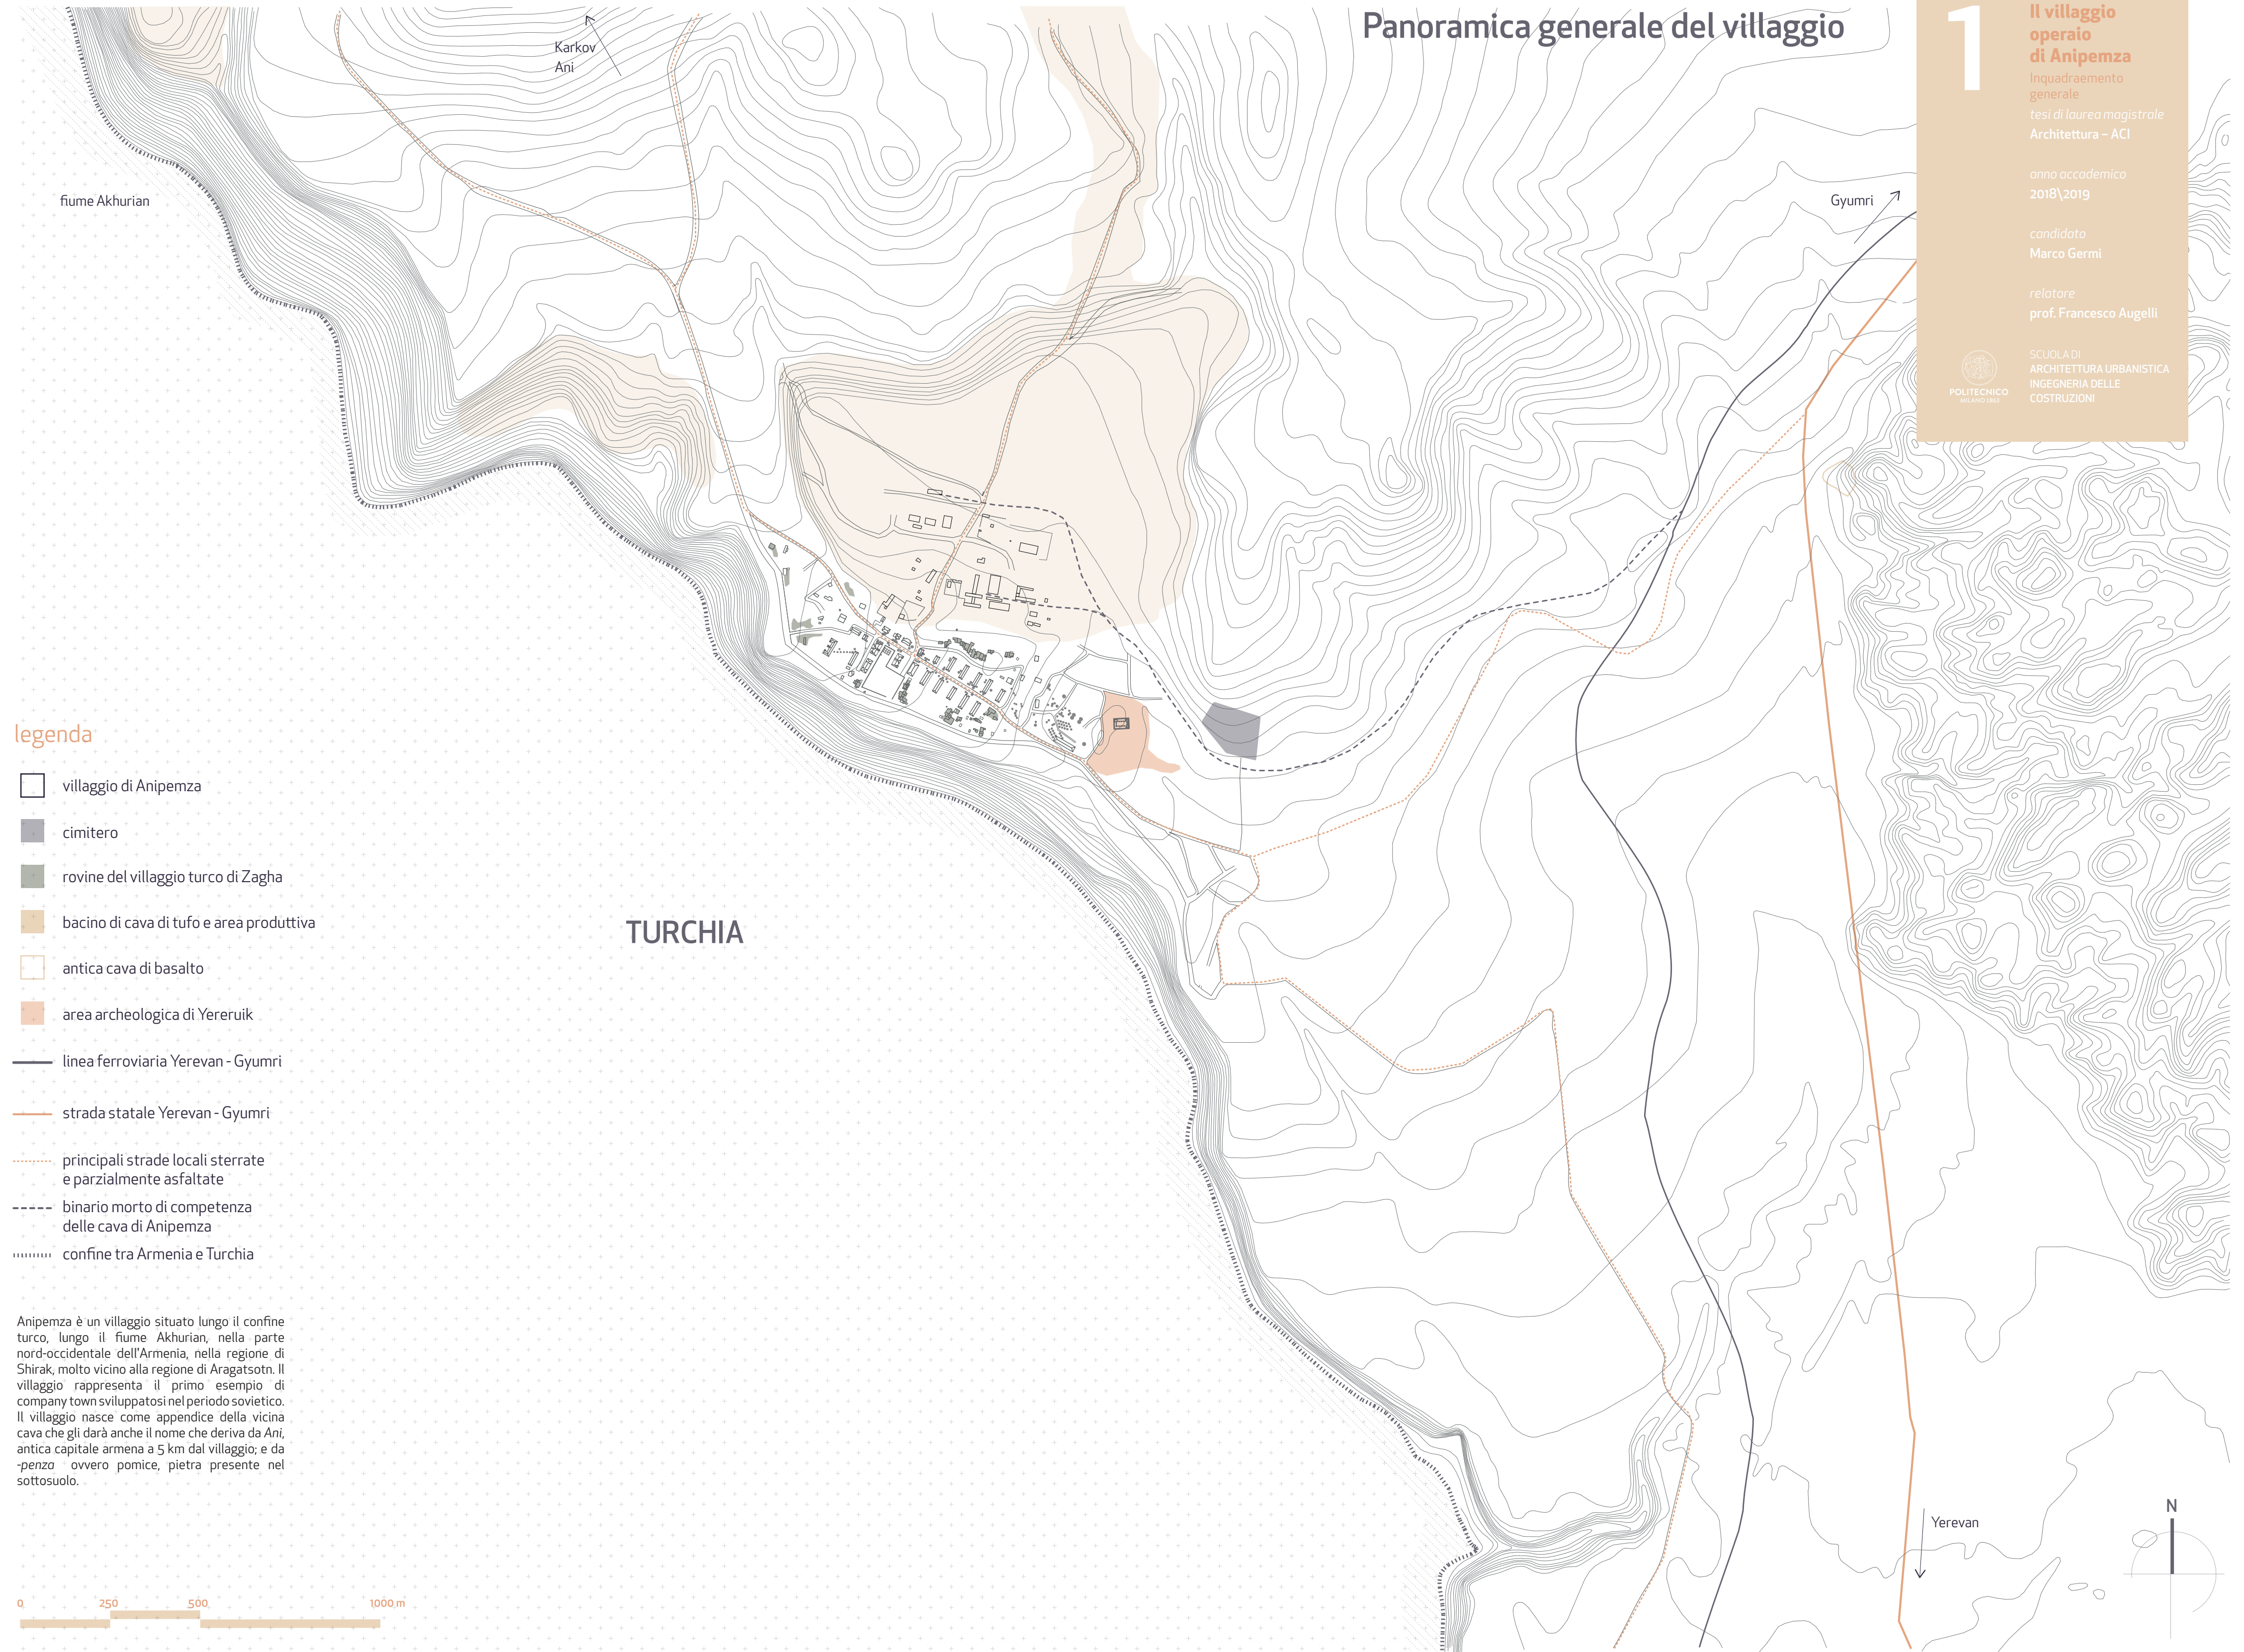 Panoramica generale del villaggio
1
Il villaggio
operaio
di Anipemza
Inquadraemento
generale
tesi di laurea magistrale
Architettura – ACI
anno accademico
2018\2019
candidato
Marco Germi
relatore
prof. Francesco Augelli
SCUOLA DI
ARCHITETTURA URBANISTICA
INGEGNERIA DELLE
COSTRUZIONI
POLITECNICO
MILANO 1863
Karkov
Ani
fiume Akhurian
Gyumri
TURCHIA
legenda
villaggio di Anipemza
cimitero
rovine del villaggio turco di Zagha
bacino di cava di tufo e area produttiva
antica cava di basalto
area archeologica di Yereruik
linea ferroviaria Yerevan - Gyumri
strada statale Yerevan - Gyumri
principali strade locali sterrate
e parzialmente asfaltate
binario morto di competenza
delle cava di Anipemza
confine tra Armenia e Turchia
Anipemza è un villaggio situato lungo il confine
turco, lungo il fiume Akhurian, nella parte
nord-occidentale dell'Armenia, nella regione di
Shirak, molto vicino alla regione di Aragatsotn. Il
villaggio rappresenta il primo esempio di
company town sviluppatosi nel periodo sovietico.
Il villaggio nasce come appendice della vicina
cava che gli darà anche il nome che deriva da Ani,
antica capitale armena a 5 km dal villaggio; e da
-penza ovvero pomice, pietra presente nel
sottosuolo.
0 250 500 1000 m
Yerevan
N